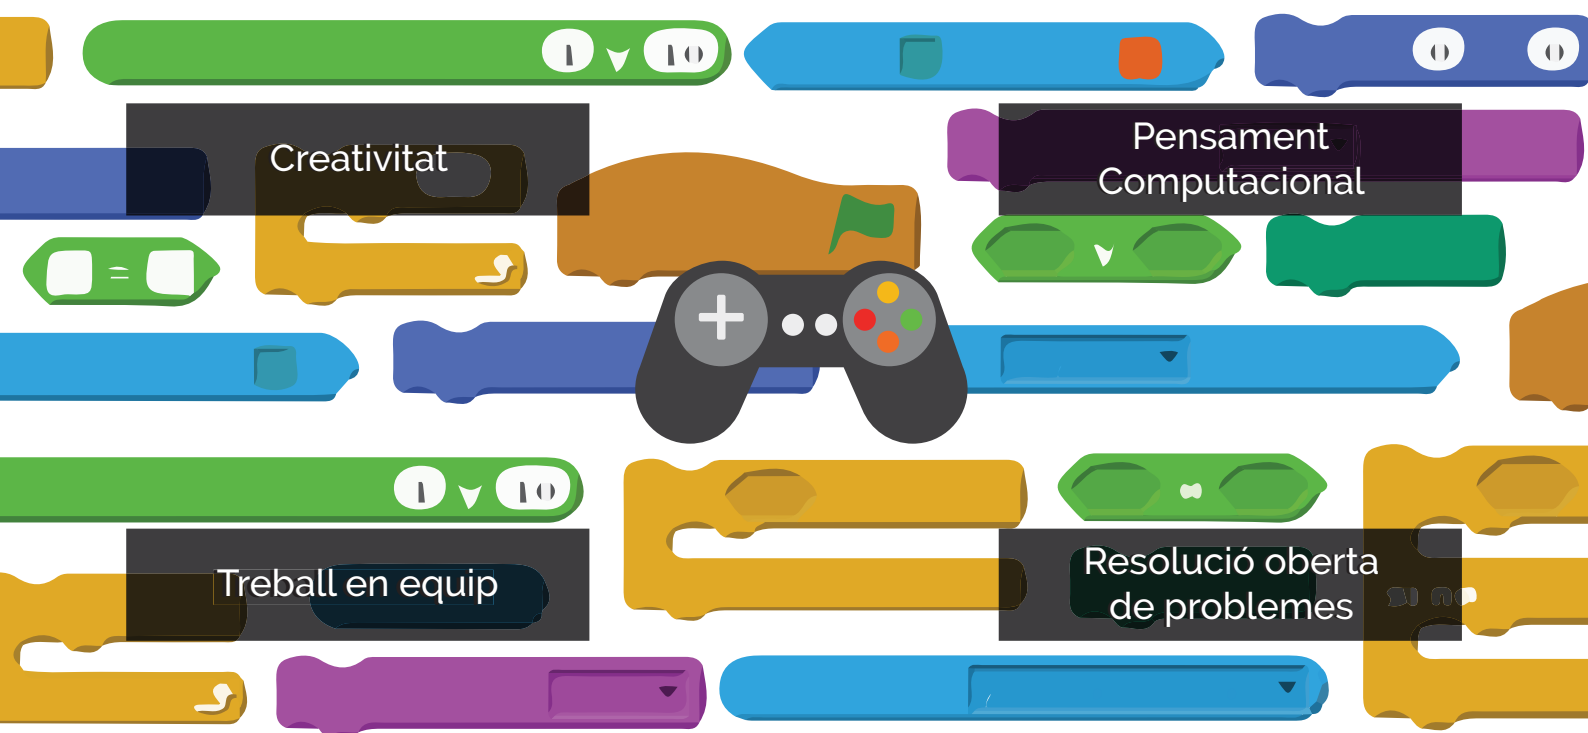 Creativitat
Pensament
Computacional
Treball en equip
Resolució oberta
de problemes